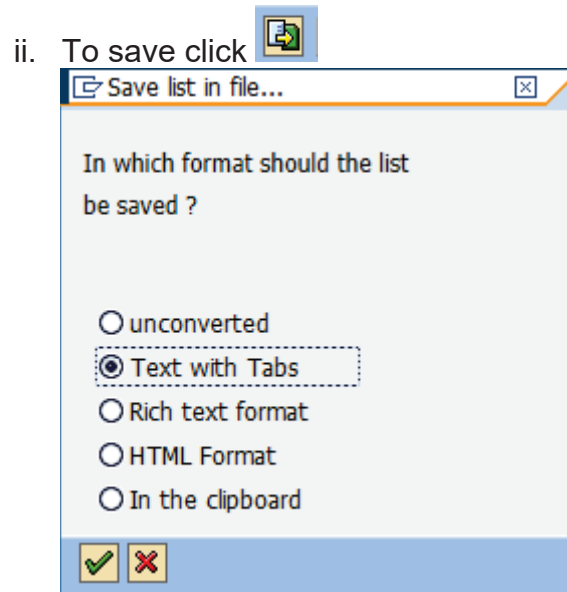 ii. To save click
Save list in file...
In which format should the list
be saved ?
unconverted
Text with Tabs
Rich text format
HTML Format
In the clipboard